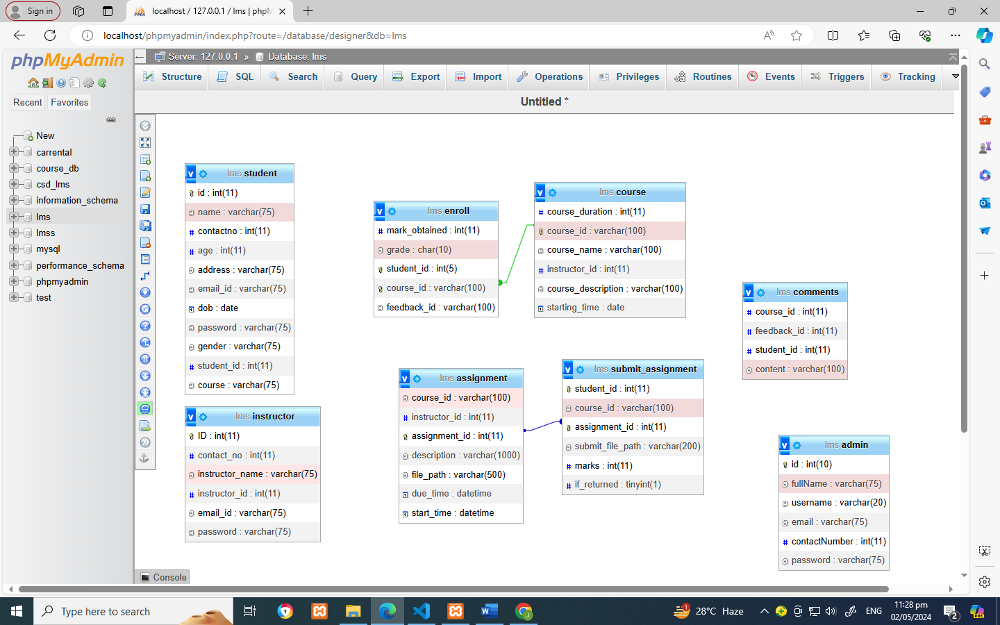 Sign in
localhost / 127.0.0.1 / lms | phpM
localhost/phpmyadmin/index.php?route=/database/designer&db=lms
phpMyAdmin
Recent
Favorites
New
carrental
course_db
csd_lms
information_schema
lms
lmss
mysql
performance_schema
phpmyadmin
test
Server: 127.0.0.1 » Database: lms
Structure
SQL
Search
Query
Export
Import
Operations
Privileges
Routines
Events
Triggers
Tracking
Untitled *
lms student
id : int(11)
name : varchar(75)
contactno : int(11)
age : int(11)
address : varchar(75)
email_id : varchar(75)
dob : date
password : varchar(75)
gender : varchar(75)
student_id : int(11)
course : varchar(75)
lms instructor
ID : int(11)
contact_no : int(11)
instructor_name : varchar(75)
instructor_id : int(11)
email_id : varchar(75)
password : varchar(75)
lms enroll
mark_obtained : int(11)
grade : char(10)
student_id : int(5)
course_id : varchar(100)
feedback_id : varchar(100)
lms course
course_duration : int(11)
course_id : varchar(100)
course_name : varchar(100)
instructor_id : int(11)
course_description : varchar(100)
starting_time : date
lms assignment
course_id : varchar(100)
instructor_id : int(11)
assignment_id : int(11)
description : varchar(1000)
file_path : varchar(500)
due_time : datetime
start_time : datetime
lms submit_assignment
student_id : int(11)
course_id : varchar(100)
assignment_id : int(11)
submit_file_path : varchar(200)
marks : int(11)
if_returned : tinyint(1)
lms comments
course_id : int(11)
feedback_id : int(11)
student_id : int(11)
content : varchar(100)
lms admin
id : int(10)
fullName : varchar(75)
username : varchar(20)
email : varchar(75)
contactNumber : int(11)
password : varchar(75)
Console
Type here to search
28°C Haze
ENG
11:28 pm
02/05/2024